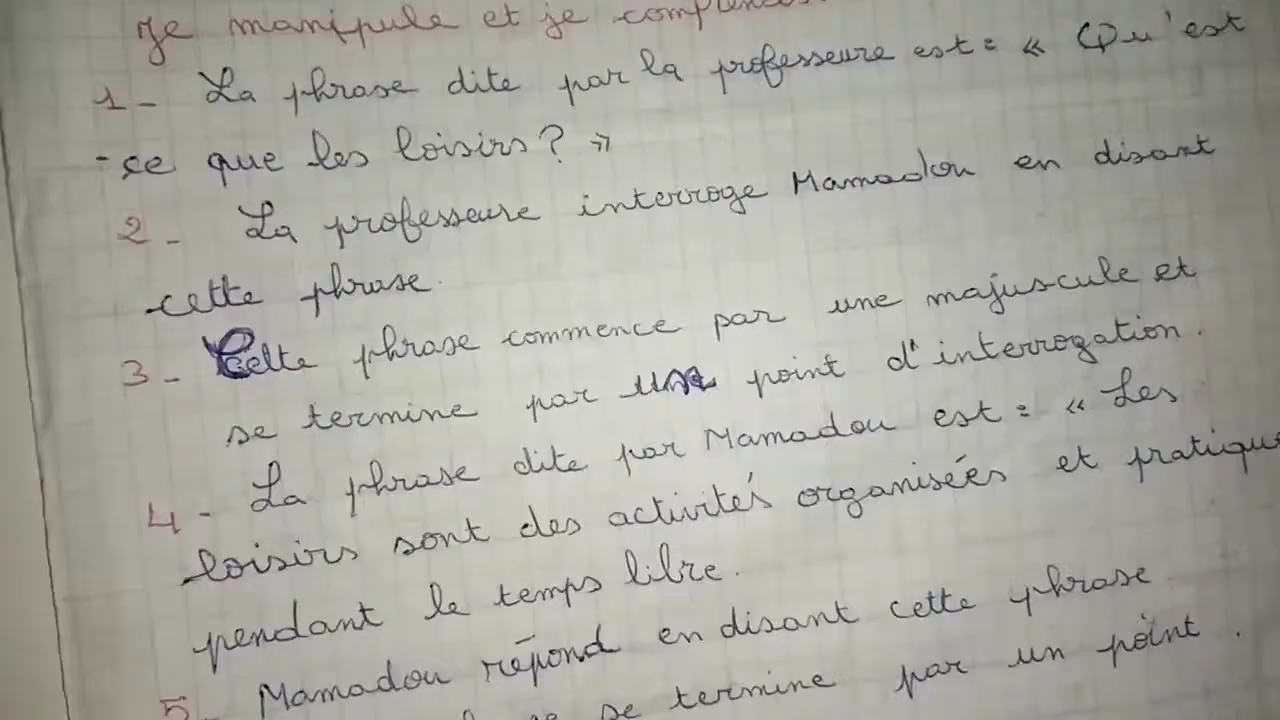 Je manipule et je comprends
1- La phrase dite par la professeure est : « Qu'est
-ce que les loisirs ? »
2- La professeure interroge Mamadou en disant
cette phrase.
3- Cette phrase commence par une majuscule et
se termine par un point d'interrogation.
4- La phrase dite par Mamadou est : « Les
loisirs sont des activités organisées et pratiqu
pendant le temps libre.
5- Mamadou répond en disant cette phrase
se termine par un point.